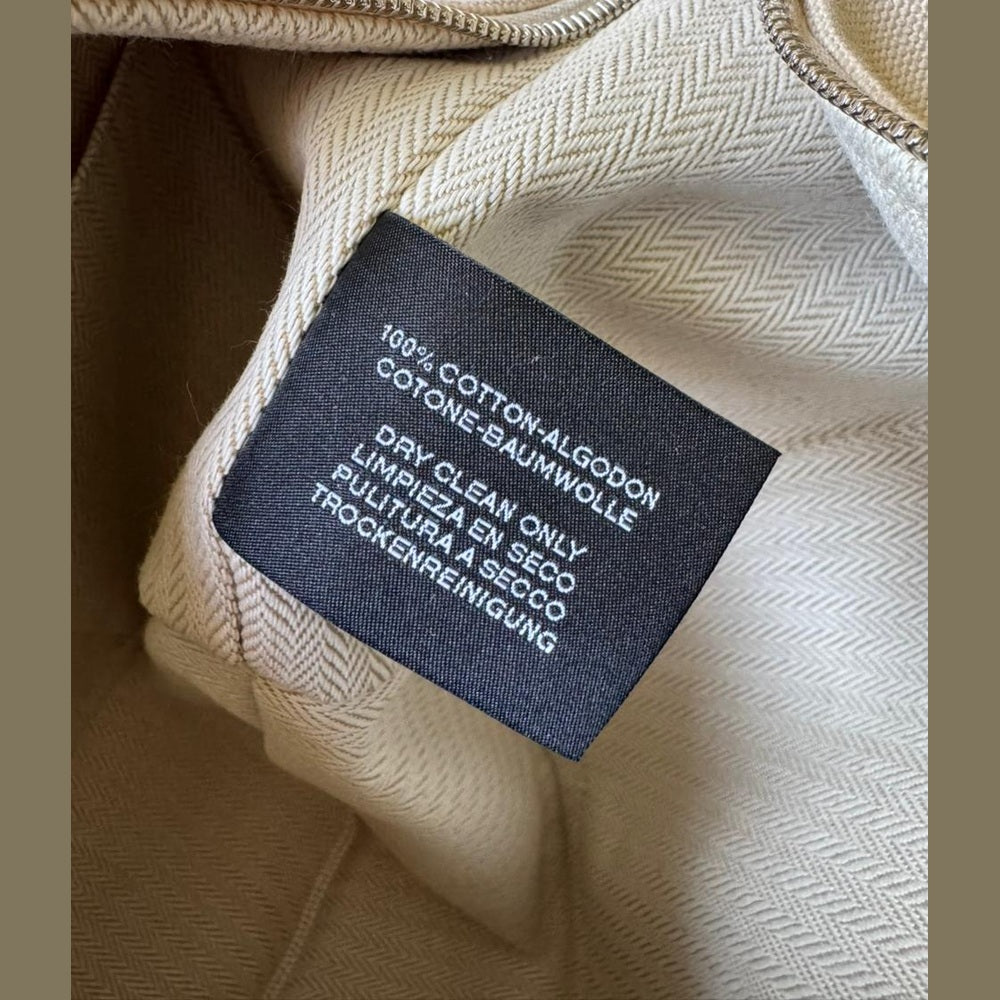 100% COTTON-ALGODON
COTONE-BAUMWOLLE
DRY CLEAN ONLY
LIMPIEZA EN SECO
PULITURA A SECCO
TROCKENREINIGUNG